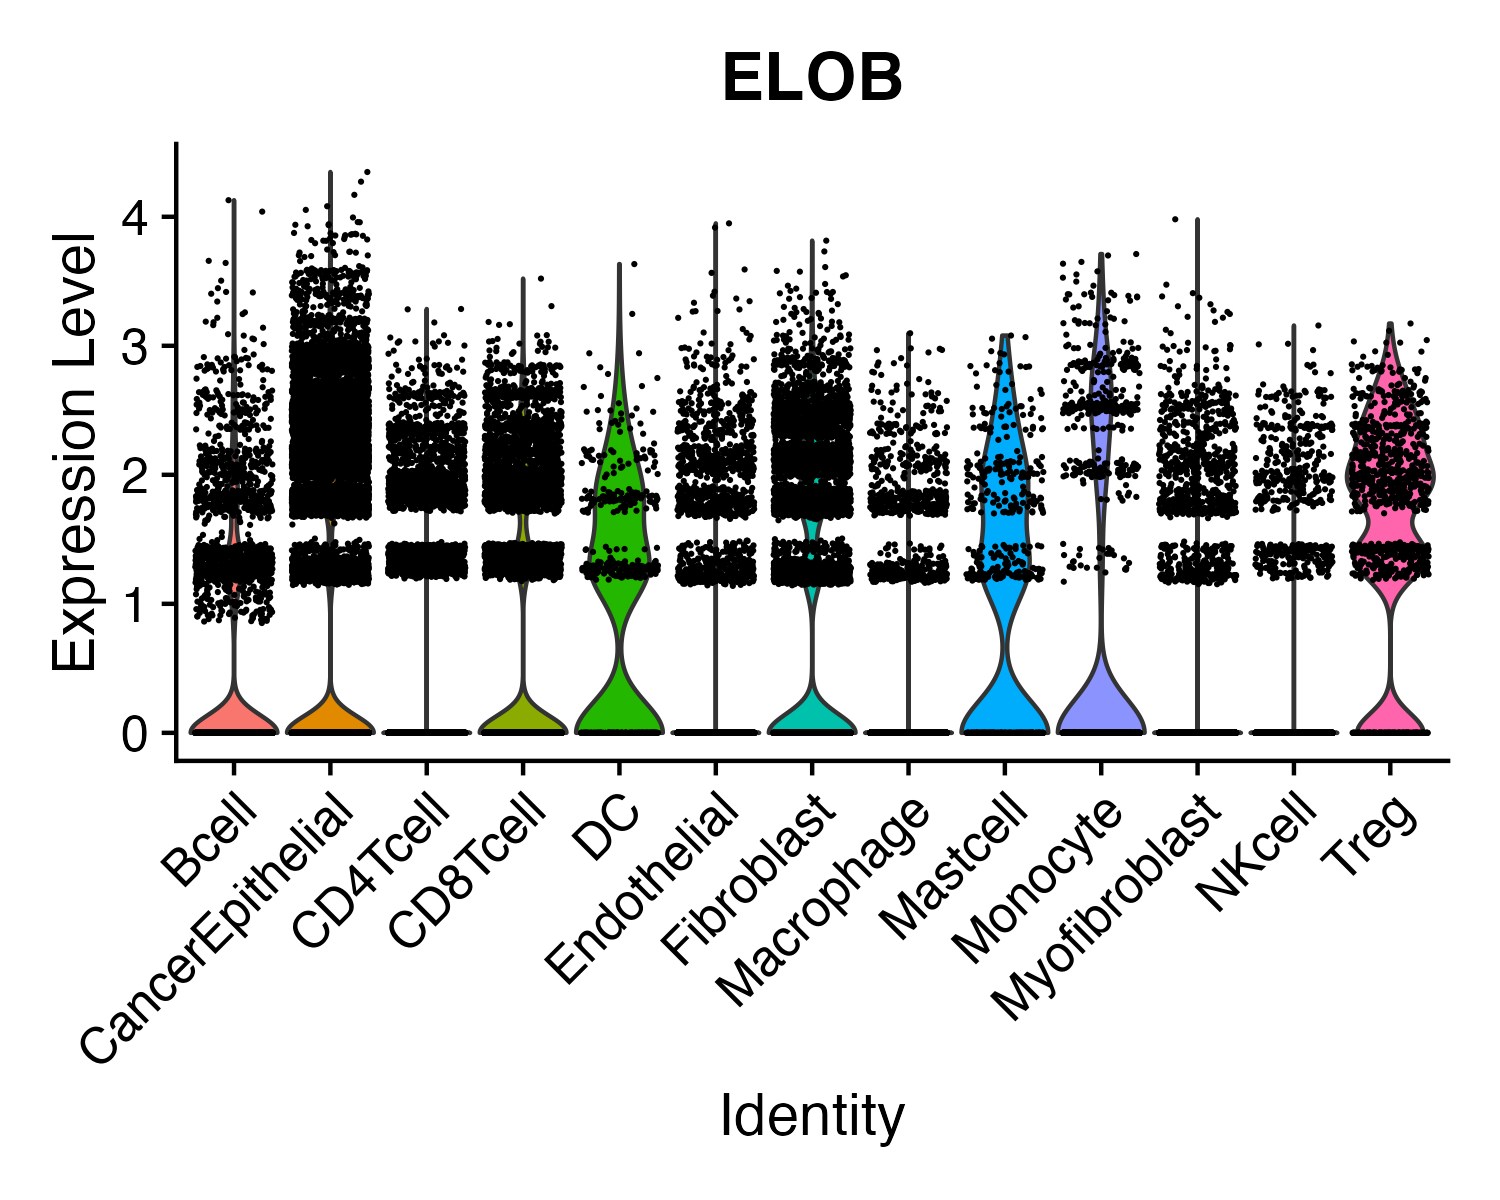 ELOB
Expression Level
4
3
2
1
0
Bcell
CancerEpithelial
CD4Tcell
CD8Tcell
DC
Endothelial
Fibroblast
Macrophage
Mastcell
Monocyte
Myofibroblast
NKcell
Treg
Identity